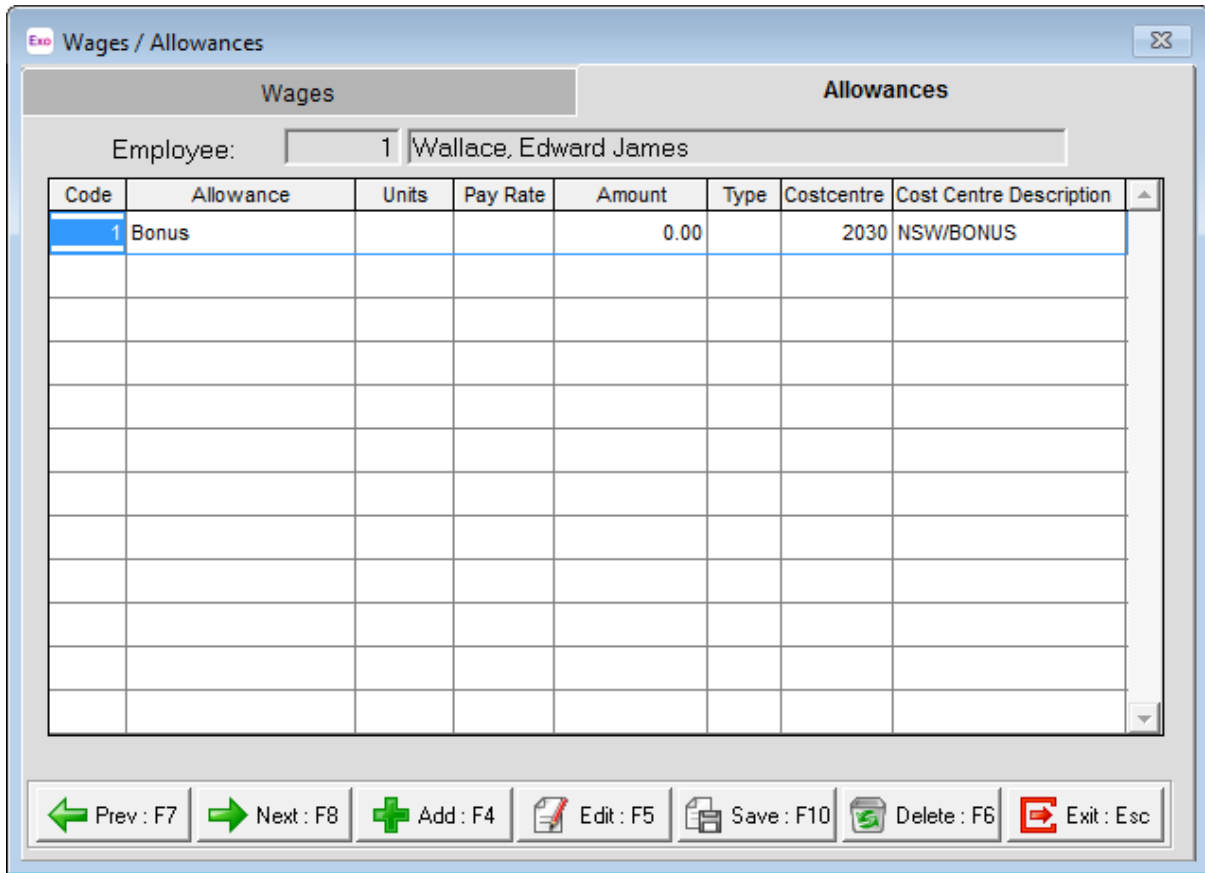 Exo Wages / Allowances
Wages Allowances
Employee: 1 Wallace, Edward James
Code Allowance Units Pay Rate Amount Type Costcentre Cost Centre Description
1 Bonus 0.00 2030 NSW/BONUS
Prev : F7 Next : F8 Add : F4 Edit : F5 Save : F10 Delete : F6 Exit : Esc